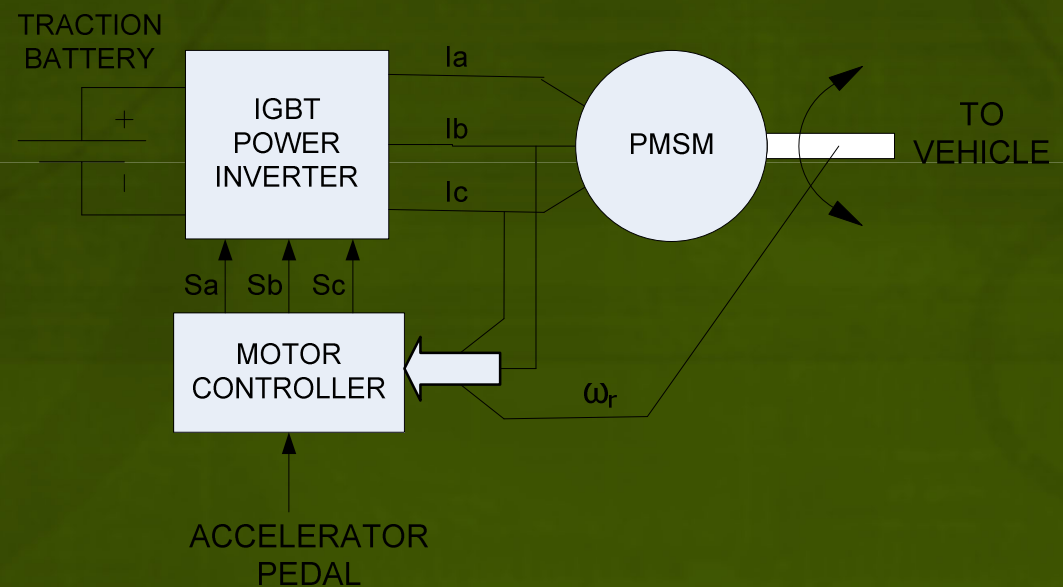 TRACTION
BATTERY
+
−
IGBT
POWER
INVERTER
Ia
Ib
Ic
PMSM
TO
VEHICLE
Sa Sb Sc
MOTOR
CONTROLLER
ωr
ACCELERATOR
PEDAL